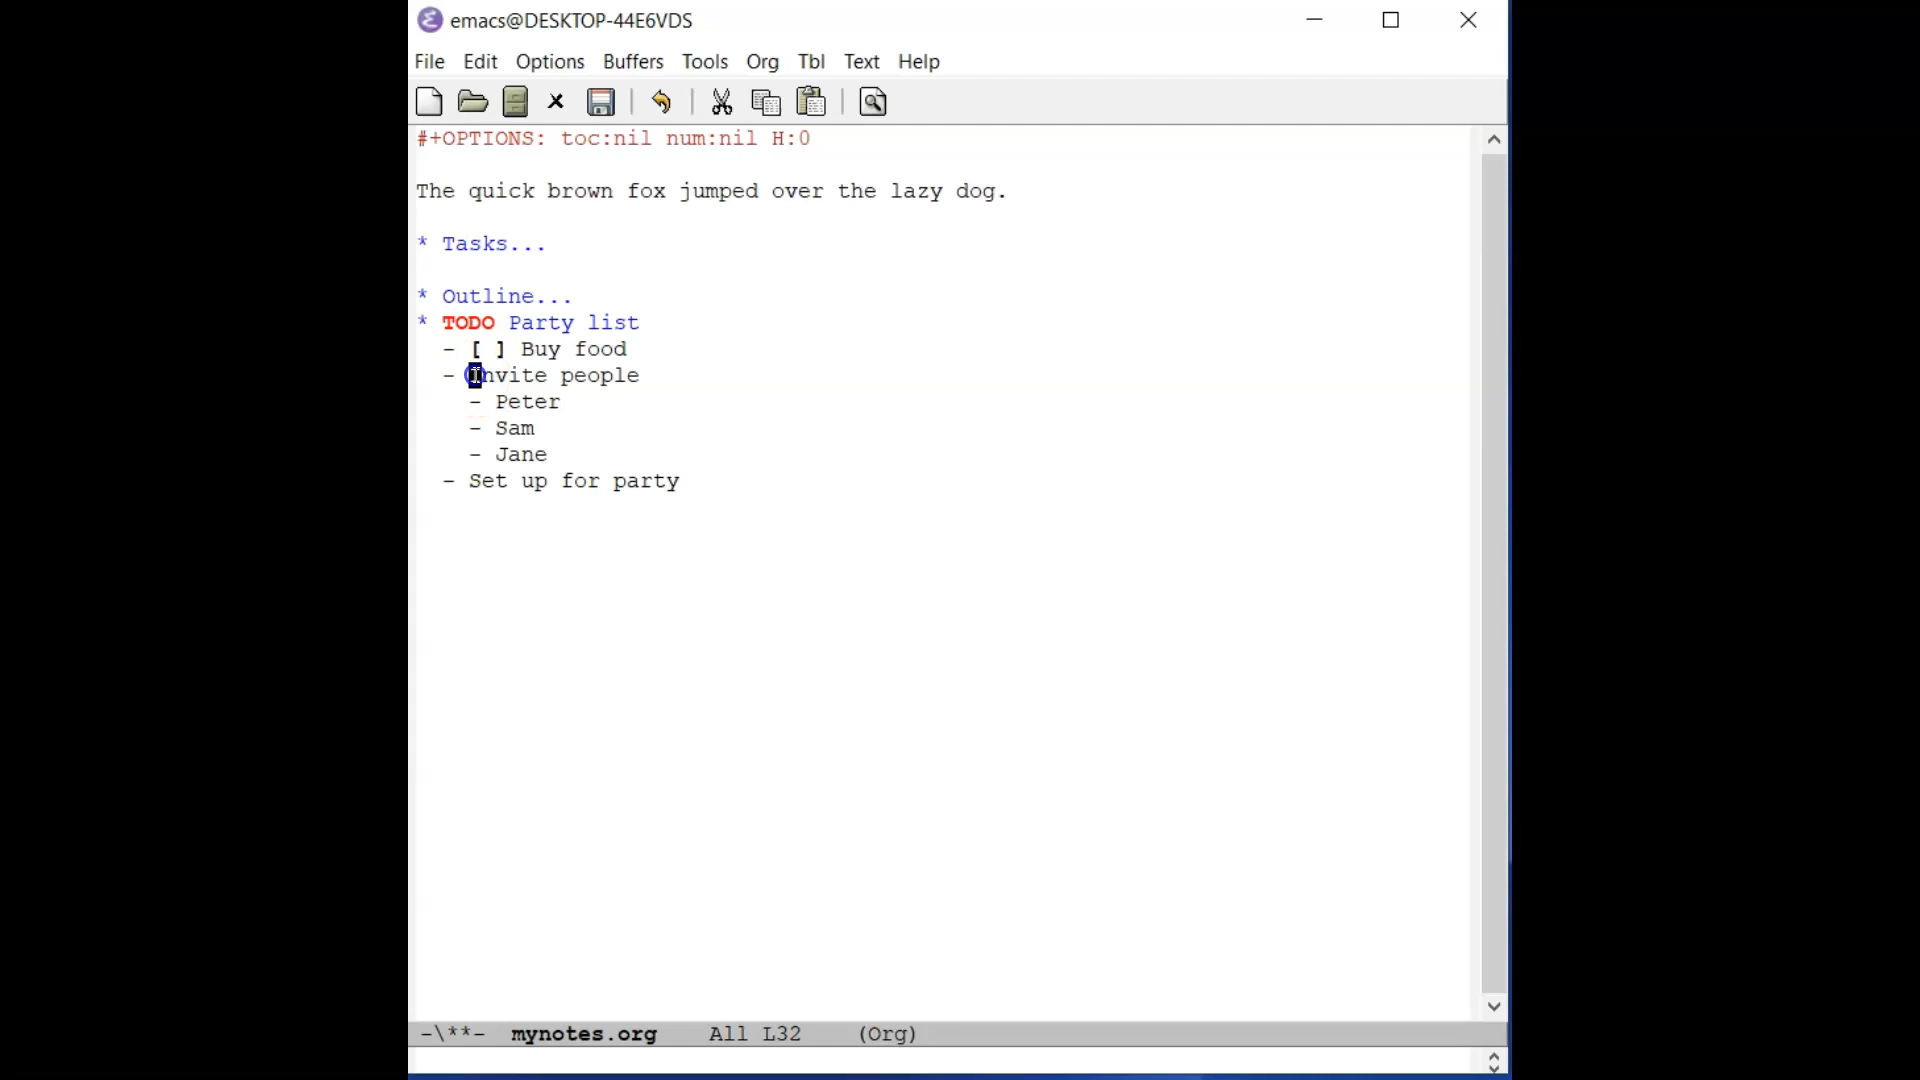 emacs@DESKTOP-44E6VDS
File Edit Options Buffers Tools Org Tbl Text Help
#+OPTIONS: toc:nil num:nil H:0
The quick brown fox jumped over the lazy dog.
* Tasks...
* Outline...
* TODO Party list
- [ ] Buy food
- Invite people
- Peter
- Sam
- Jane
- Set up for party
-\**- mynotes.org All L32 (Org)